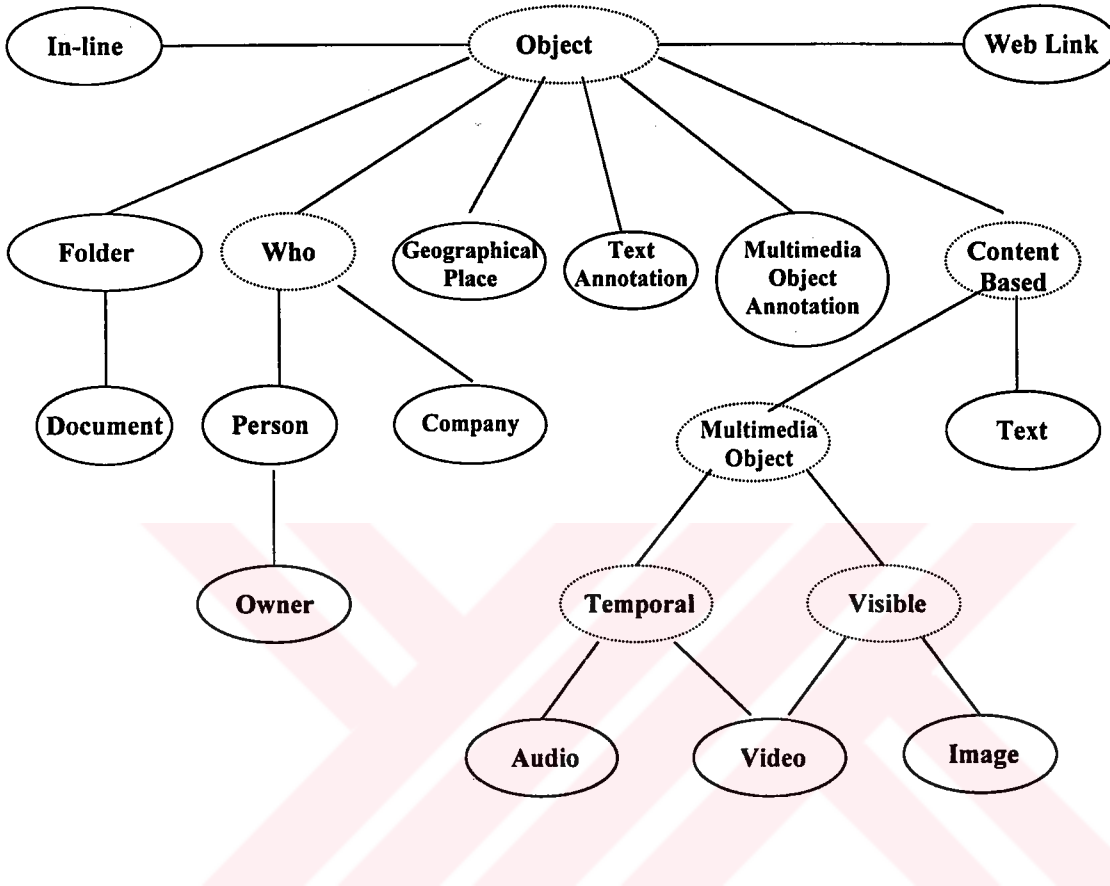 In-line
Object
Web Link
Folder
Who
Geographical
Place
Text
Annotation
Multimedia
Object
Annotation
Content
Based
Document
Person
Company
Multimedia
Object
Text
Owner
Temporal
Visible
Audio
Video
Image